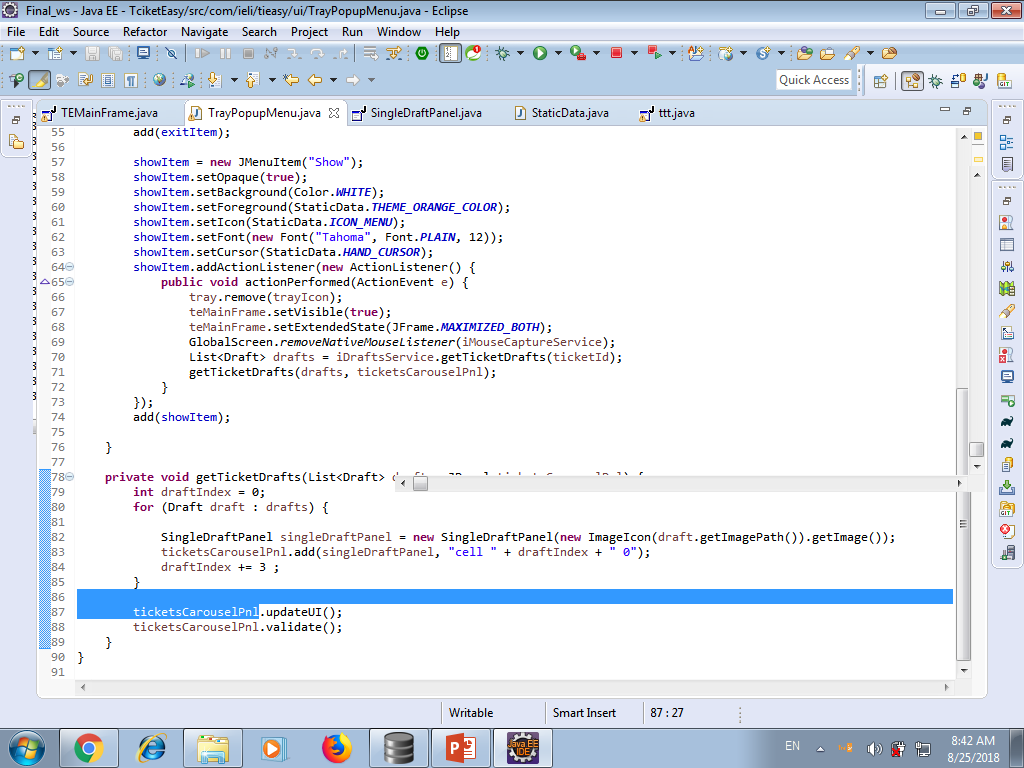 Final_ws - Java EE - TciketEasy/src/com/ieli/tieasy/ui/TrayPopupMenu.java - Eclipse
File Edit Source Refactor Navigate Search Project Run Window Help
Quick Access
TEMainFrame.java TrayPopupMenu.java SingleDraftPanel.java StaticData.java ttt.java
55 add(exitItem);
56
57 showItem = new JMenuItem("Show");
58 showItem.setOpaque(true);
59 showItem.setBackground(Color.WHITE);
60 showItem.setForeground(StaticData.THEME_ORANGE_COLOR);
61 showItem.setIcon(StaticData.ICON_MENU);
62 showItem.setFont(new Font("Tahoma", Font.PLAIN, 12));
63 showItem.setCursor(StaticData.HAND_CURSOR);
64 showItem.addActionListener(new ActionListener() {
65 public void actionPerformed(ActionEvent e) {
66 tray.remove(trayIcon);
67 teMainFrame.setVisible(true);
68 teMainFrame.setExtendedState(JFrame.MAXIMIZED_BOTH);
69 GlobalScreen.removeNativeMouseListener(iMouseCaptureService);
70 List<Draft> drafts = iDraftsService.getTicketDrafts(ticketId);
71 getTicketDrafts(drafts, ticketsCarouselPnl);
72 }
73 });
74 add(showItem);
75
76 }
77
78 private void getTicketDrafts(List<Draft>
79 int draftIndex = 0;
80 for (Draft draft : drafts) {
81
82 SingleDraftPanel singleDraftPanel = new SingleDraftPanel(new ImageIcon(draft.getImagePath()).getImage());
83 ticketsCarouselPnl.add(singleDraftPanel, "cell " + draftIndex + " 0");
84 draftIndex += 3 ;
85 }
86
87 ticketsCarouselPnl.updateUI();
88 ticketsCarouselPnl.validate();
89 }
90 }
91
Writable Smart Insert 87 : 27
EN 8:42 AM
8/25/2018